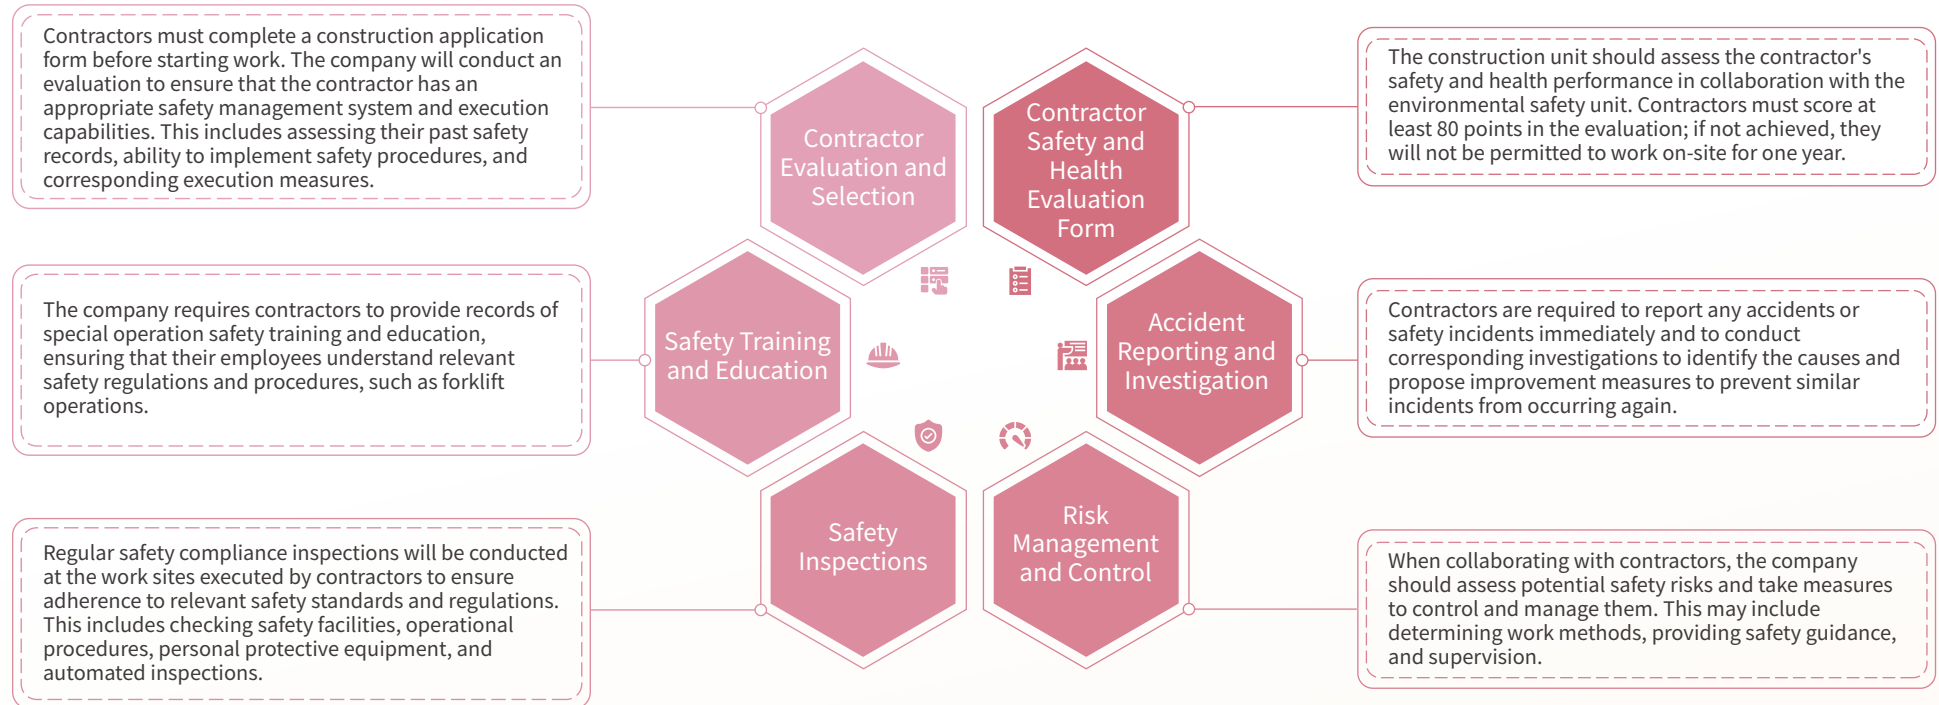 Contractors must complete a construction application
form before starting work. The company will conduct an
evaluation to ensure that the contractor has an
appropriate safety management system and execution
capabilities. This includes assessing their past safety
records, ability to implement safety procedures, and
corresponding execution measures.
Contractor
Evaluation and
Selection
Contractor
Safety and
Health
Evaluation
Form
The construction unit should assess the contractor's
safety and health performance in collaboration with the
environmental safety unit. Contractors must score at
least 80 points in the evaluation; if not achieved, they
will not be permitted to work on-site for one year.
The company requires contractors to provide records of
special operation safety training and education,
ensuring that their employees understand relevant
safety regulations and procedures, such as forklift
operations.
Safety Training
and Education
Accident
Reporting and
Investigation
Contractors are required to report any accidents or
safety incidents immediately and to conduct
corresponding investigations to identify the causes and
propose improvement measures to prevent similar
incidents from occurring again.
Regular safety compliance inspections will be conducted
at the work sites executed by contractors to ensure
adherence to relevant safety standards and regulations.
This includes checking safety facilities, operational
procedures, personal protective equipment, and
automated inspections.
Safety
Inspections
Risk
Management
and Control
When collaborating with contractors, the company
should assess potential safety risks and take measures
to control and manage them. This may include
determining work methods, providing safety guidance,
and supervision.